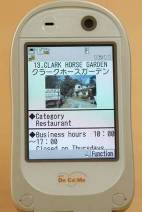 13.CLARK HORSE GARDEN
クラークホースガーデン
◆Category
Restaurant
◆Business hours 10:00
~17:00
Closed on Thursdays
Function
DoCoMo